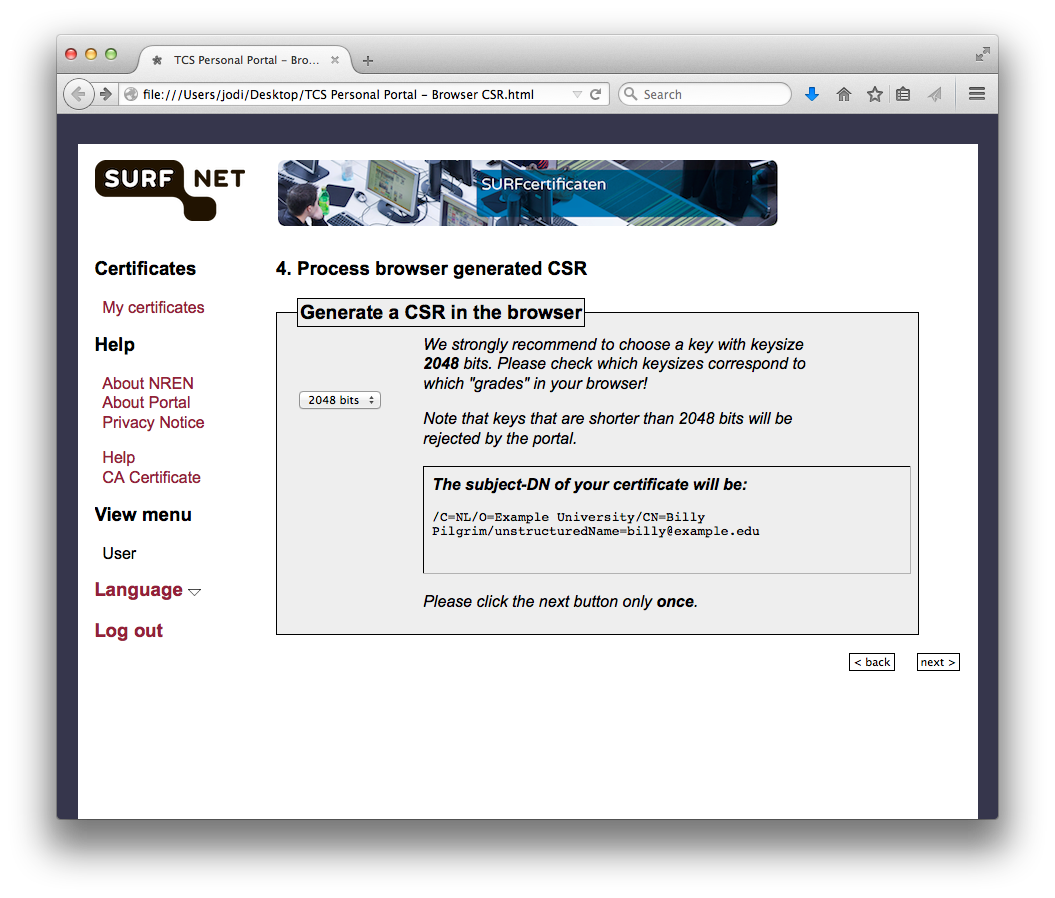 TCS Personal Portal – Bro...
file:///Users/jodi/Desktop/TCS Personal Portal – Browser CSR.html
Search
SURF NET
SURFcertificaten
Certificates
My certificates
Help
About NREN
About Portal
Privacy Notice
Help
CA Certificate
View menu
User
Language
Log out
4. Process browser generated CSR
Generate a CSR in the browser
2048 bits
We strongly recommend to choose a key with keysize
2048 bits. Please check which keysizes correspond to
which "grades" in your browser!
Note that keys that are shorter than 2048 bits will be
rejected by the portal.
The subject-DN of your certificate will be:
/C=NL/O=Example University/CN=Billy
Pilgrim/unstructuredName=billy@example.edu
Please click the next button only once.
< back
next >